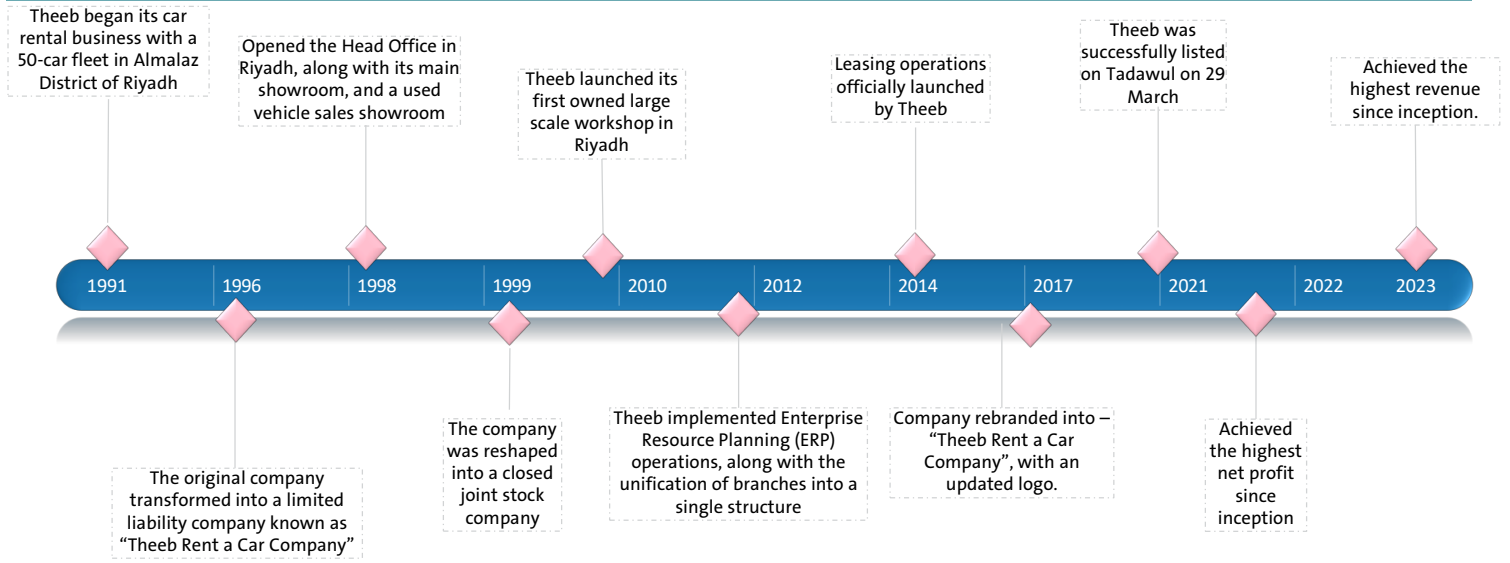 Theeb began its car
rental business with a
50-car fleet in Almalaz
District of Riyadh
Opened the Head Office in
Riyadh, along with its main
showroom, and a used
vehicle sales showroom
Theeb launched its
first owned large
scale workshop in
Riyadh
Leasing operations
officially launched
by Theeb
Theeb was
successfully listed
on Tadawul on 29
March
Achieved the
highest revenue
since inception.
1991 1996 1998 1999 2010 2012 2014 2017 2021 2022 2023
The original company
transformed into a limited
liability company known as
“Theeb Rent a Car Company”
The company
was reshaped
into a closed
joint stock
company
Theeb implemented Enterprise
Resource Planning (ERP)
operations, along with the
unification of branches into a
single structure
Company rebranded into –
“Theeb Rent a Car
Company”, with an
updated logo.
Achieved
the highest
net profit
since
inception